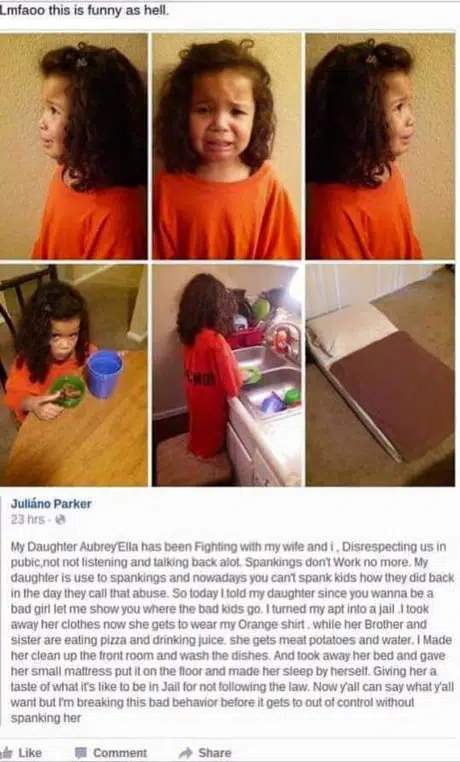 Lmfaoo this is funny as hell.
Juliáno Parker
23 hrs ·
My Daughter Aubrey'Ella has been Fighting with my wife and i , Disrespecting us in
pubic,not not listening and talking back alot. Spankings don't Work no more. My
daughter is use to spankings and nowadays you can't spank kids how they did back
in the day they call that abuse. So today I told my daughter since you wanna be a
bad girl let me show you where the bad kids go. I turned my apt into a jail .I took
away her clothes now she gets to wear my Orange shirt . while her Brother and
sister are eating pizza and drinking juice. she gets meat potatoes and water. I Made
her clean up the front room and wash the dishes. And took away her bed and gave
her small mattress put it on the floor and made her sleep by herself. Giving her a
taste of what it's like to be in Jail for not following the law. Now y'all can say what y'all
want but I'm breaking this bad behavior before it gets to out of control without
spanking her
Like Comment Share